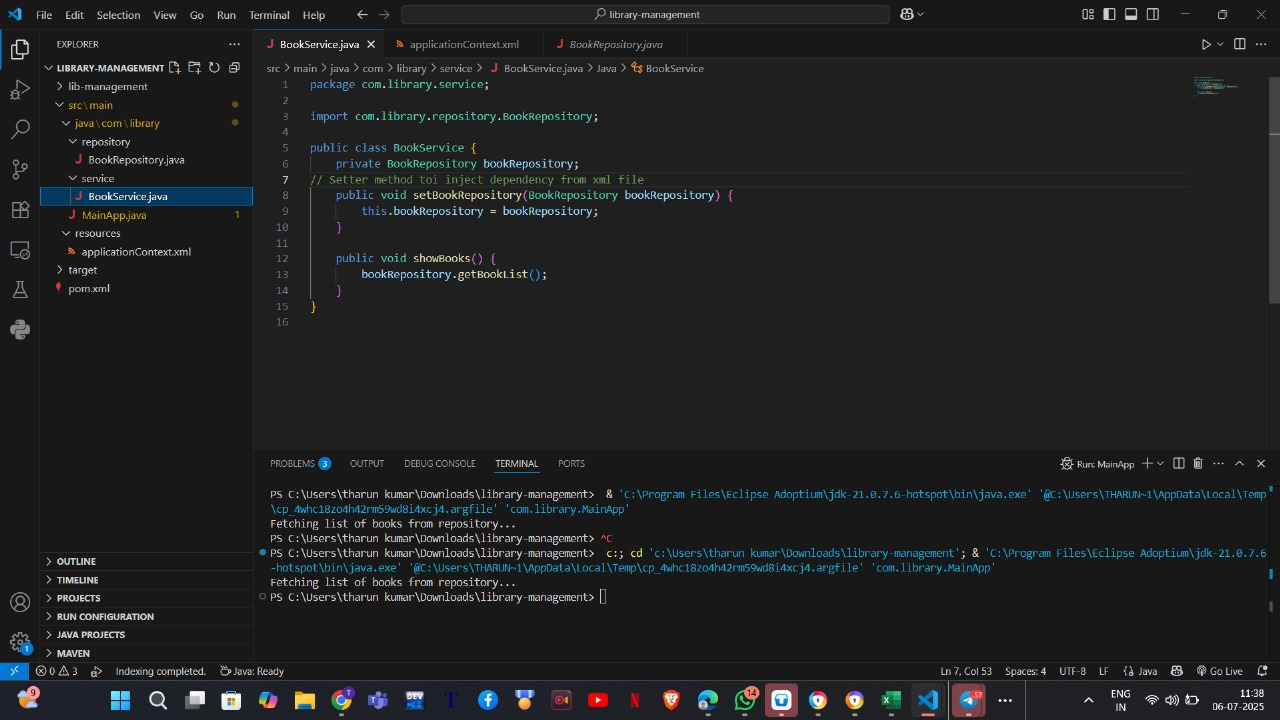 File Edit Selection View Go Run Terminal Help
library-management
EXPLORER
LIBRARY-MANAGEMENT
lib-management
src\main
java\com\library
repository
BookRepository.java
service
BookService.java
MainApp.java 1
resources
applicationContext.xml
target
pom.xml
OUTLINE
TIMELINE
PROJECTS
RUN CONFIGURATION
JAVA PROJECTS
MAVEN
BookService.java
applicationContext.xml
BookRepository.java
src > main > java > com > library > service > BookService.java > Java > BookService
1 package com.library.service;
2
3 import com.library.repository.BookRepository;
4
5 public class BookService {
6 private BookRepository bookRepository;
7 // Setter method toi inject dependency from xml file
8 public void setBookRepository(BookRepository bookRepository) {
9 this.bookRepository = bookRepository;
10 }
11
12 public void showBooks() {
13 bookRepository.getBookList();
14 }
15 }
16
PROBLEMS 3 OUTPUT DEBUG CONSOLE TERMINAL PORTS
Run: MainApp
PS C:\Users\tharun kumar\Downloads\library-management> & 'C:\Program Files\Eclipse Adoptium\jdk-21.0.7.6-hotspot\bin\java.exe' '@C:\Users\THARUN~1\AppData\Local\Temp
\cp_4whc18zo4h42rm59wd8i4xcj4.argfile' 'com.library.MainApp'
Fetching list of books from repository...
PS C:\Users\tharun kumar\Downloads\library-management> ^C
PS C:\Users\tharun kumar\Downloads\library-management> c:; cd 'c:\Users\tharun kumar\Downloads\library-management'; & 'C:\Program Files\Eclipse Adoptium\jdk-21.0.7.6
-hotspot\bin\java.exe' '@C:\Users\THARUN~1\AppData\Local\Temp\cp_4whc18zo4h42rm59wd8i4xcj4.argfile' 'com.library.MainApp'
Fetching list of books from repository...
PS C:\Users\tharun kumar\Downloads\library-management>
1
0 3 Indexing completed. Java: Ready
Ln 7, Col 53 Spaces: 4 UTF-8 LF {} Java Go Live
9
DEV
14
57
ENG
IN
11:38
06-07-2025